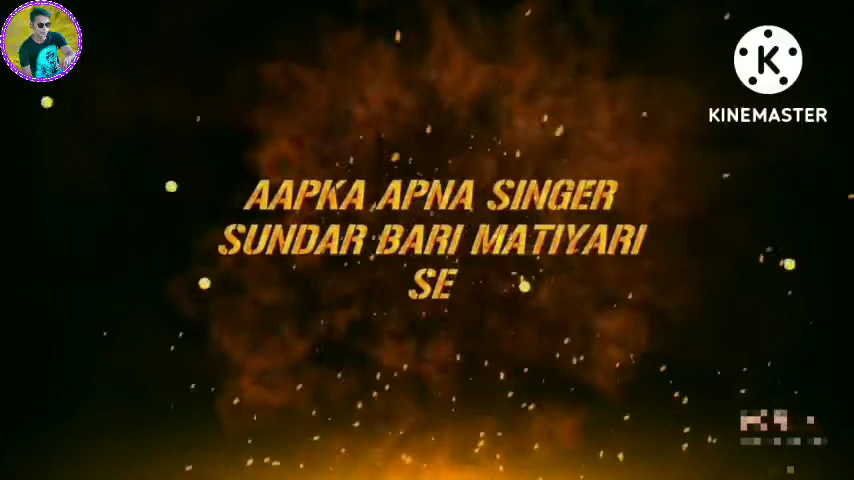 KINEMASTER
AAPKA APNA SINGER
SUNDAR BARI MATIYARI
SE